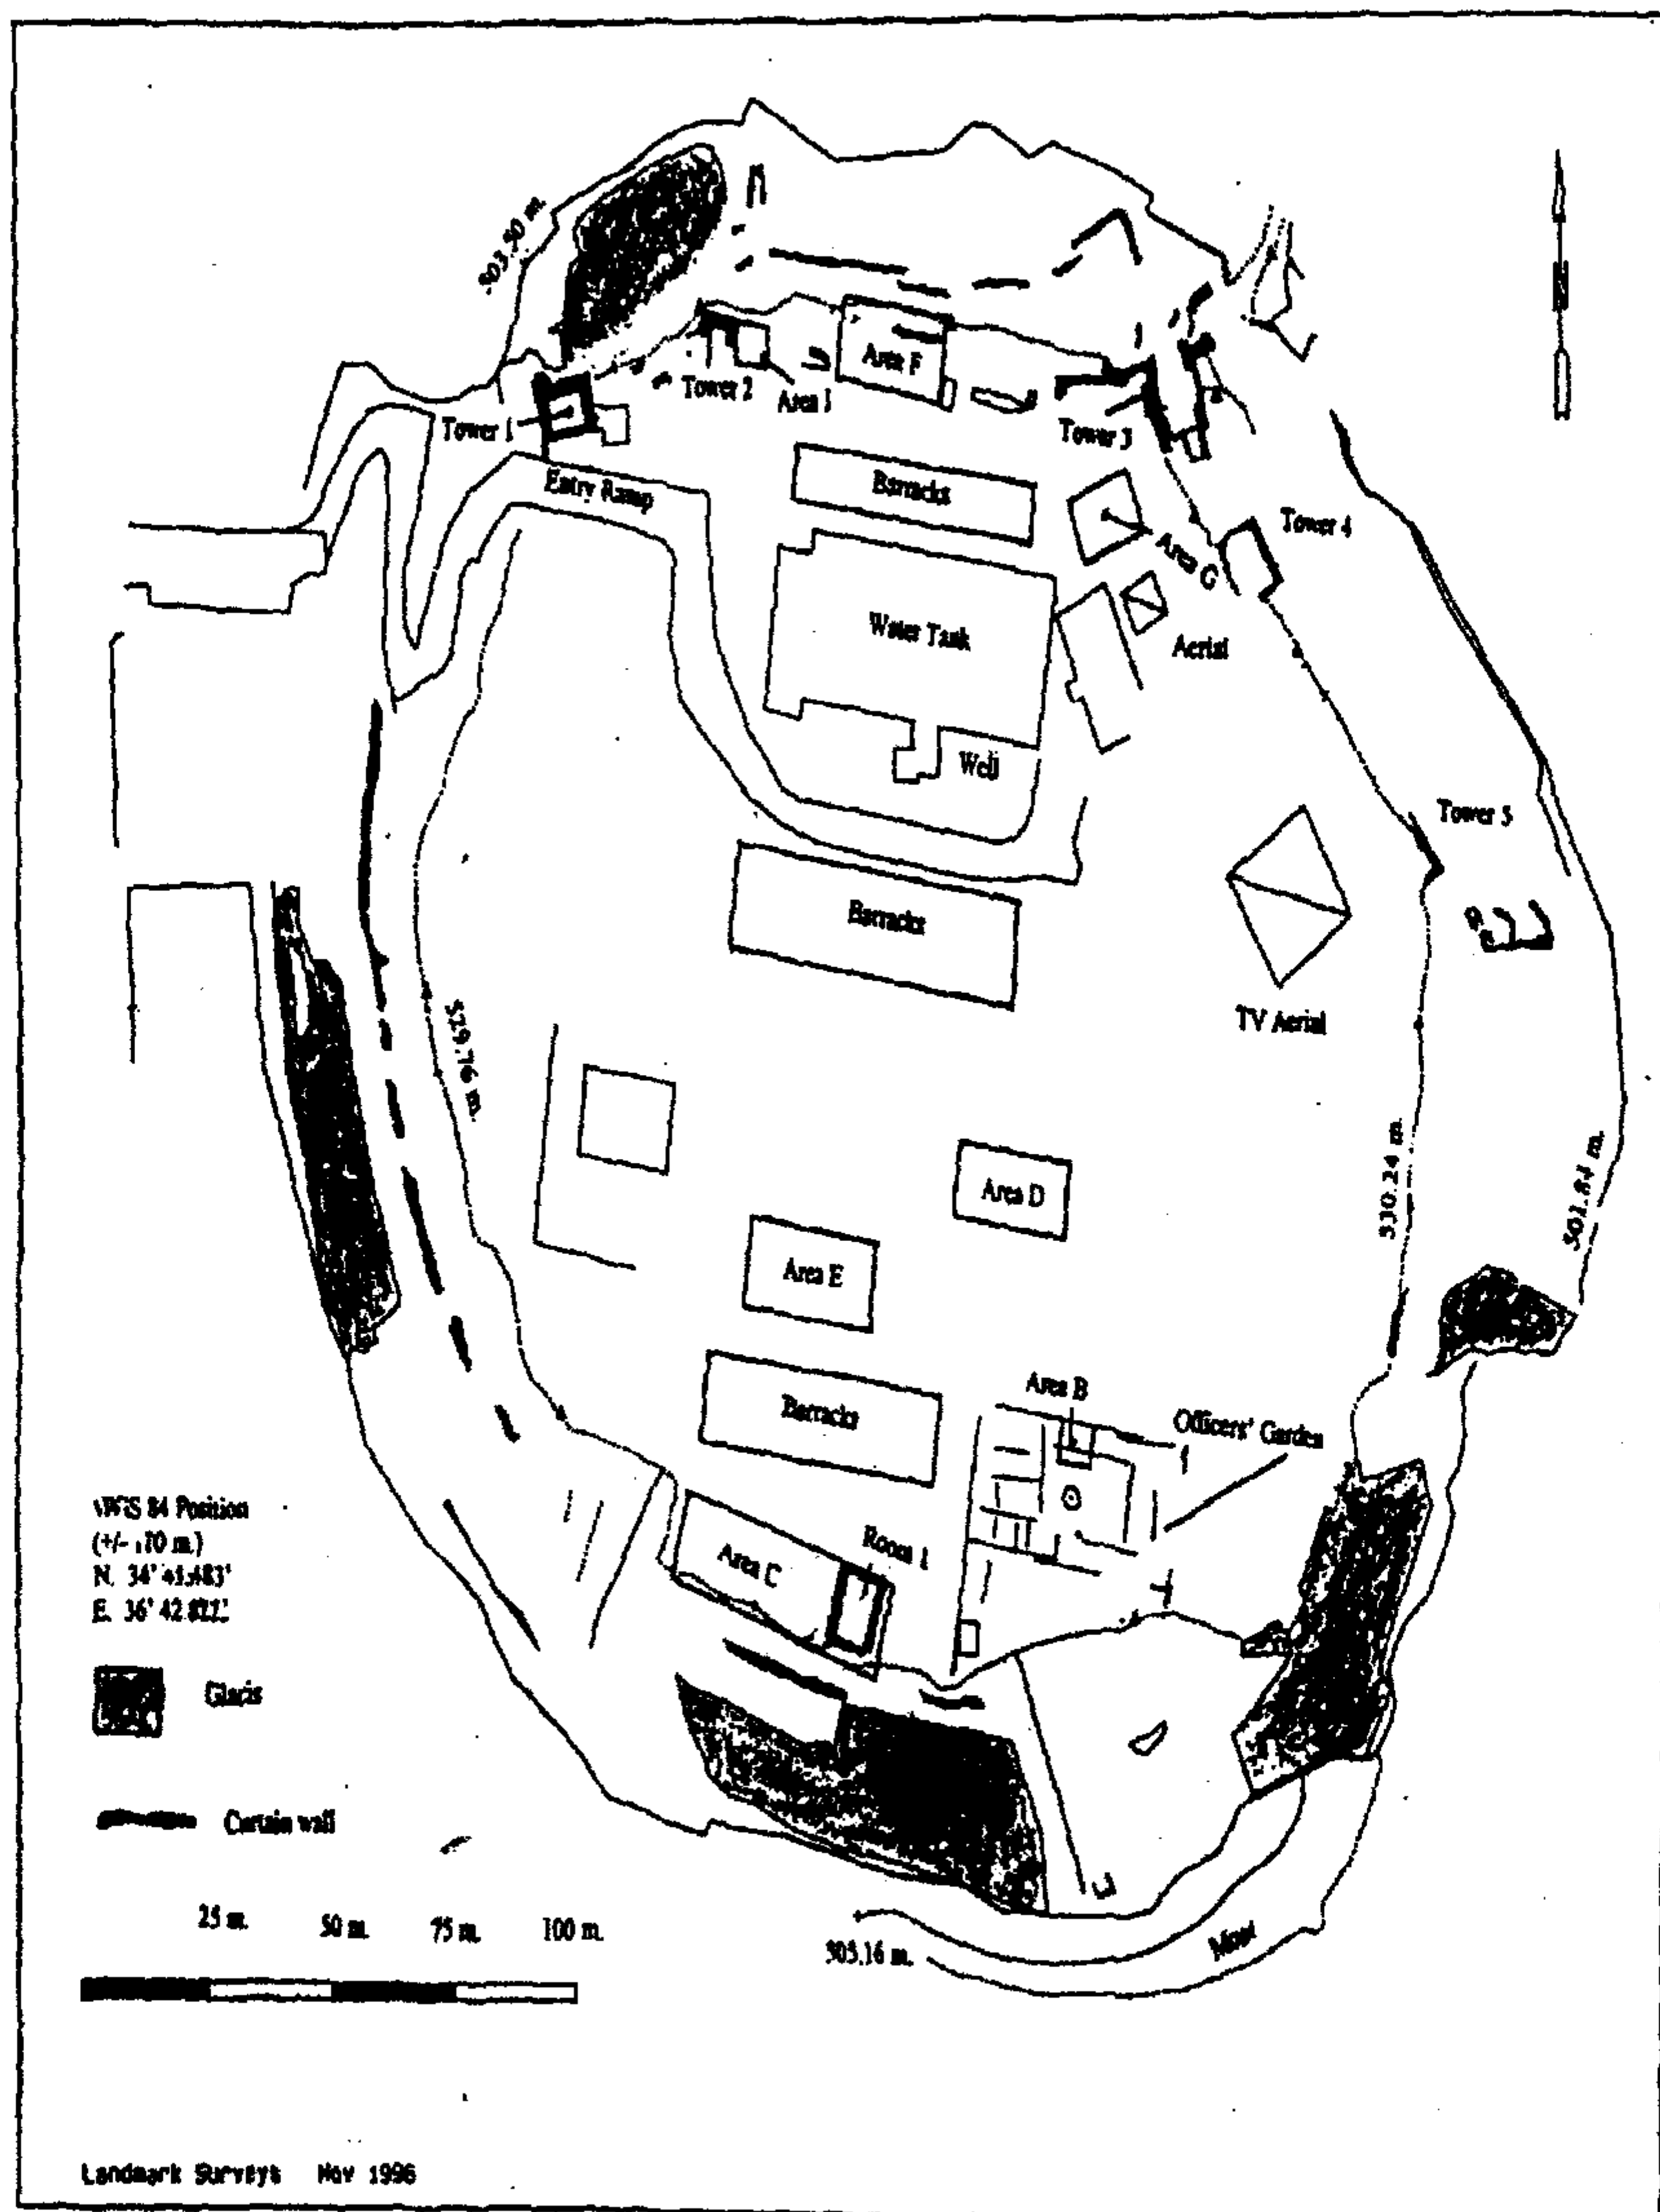 503.50 m.
Tower 1
Tower 2
Area I
Area F
Tower 3
Entry Ramp
Barracks
Tower 4
Area G
Water Tank
Aerial
Well
Tower 5
Barracks
TV Aerial
529.76 m.
Area D
530.24 m.
501.84 m.
Area E
Area B
Barracks
Officers' Garden
WGS 84 Position
(+/- 170 m.)
N.
E.
Area C
Room 1
Glacis
Curtain wall
25 m. 50 m. 75 m. 100 m.
505.16 m.
Moat
Landmark Surveys Nov 1996